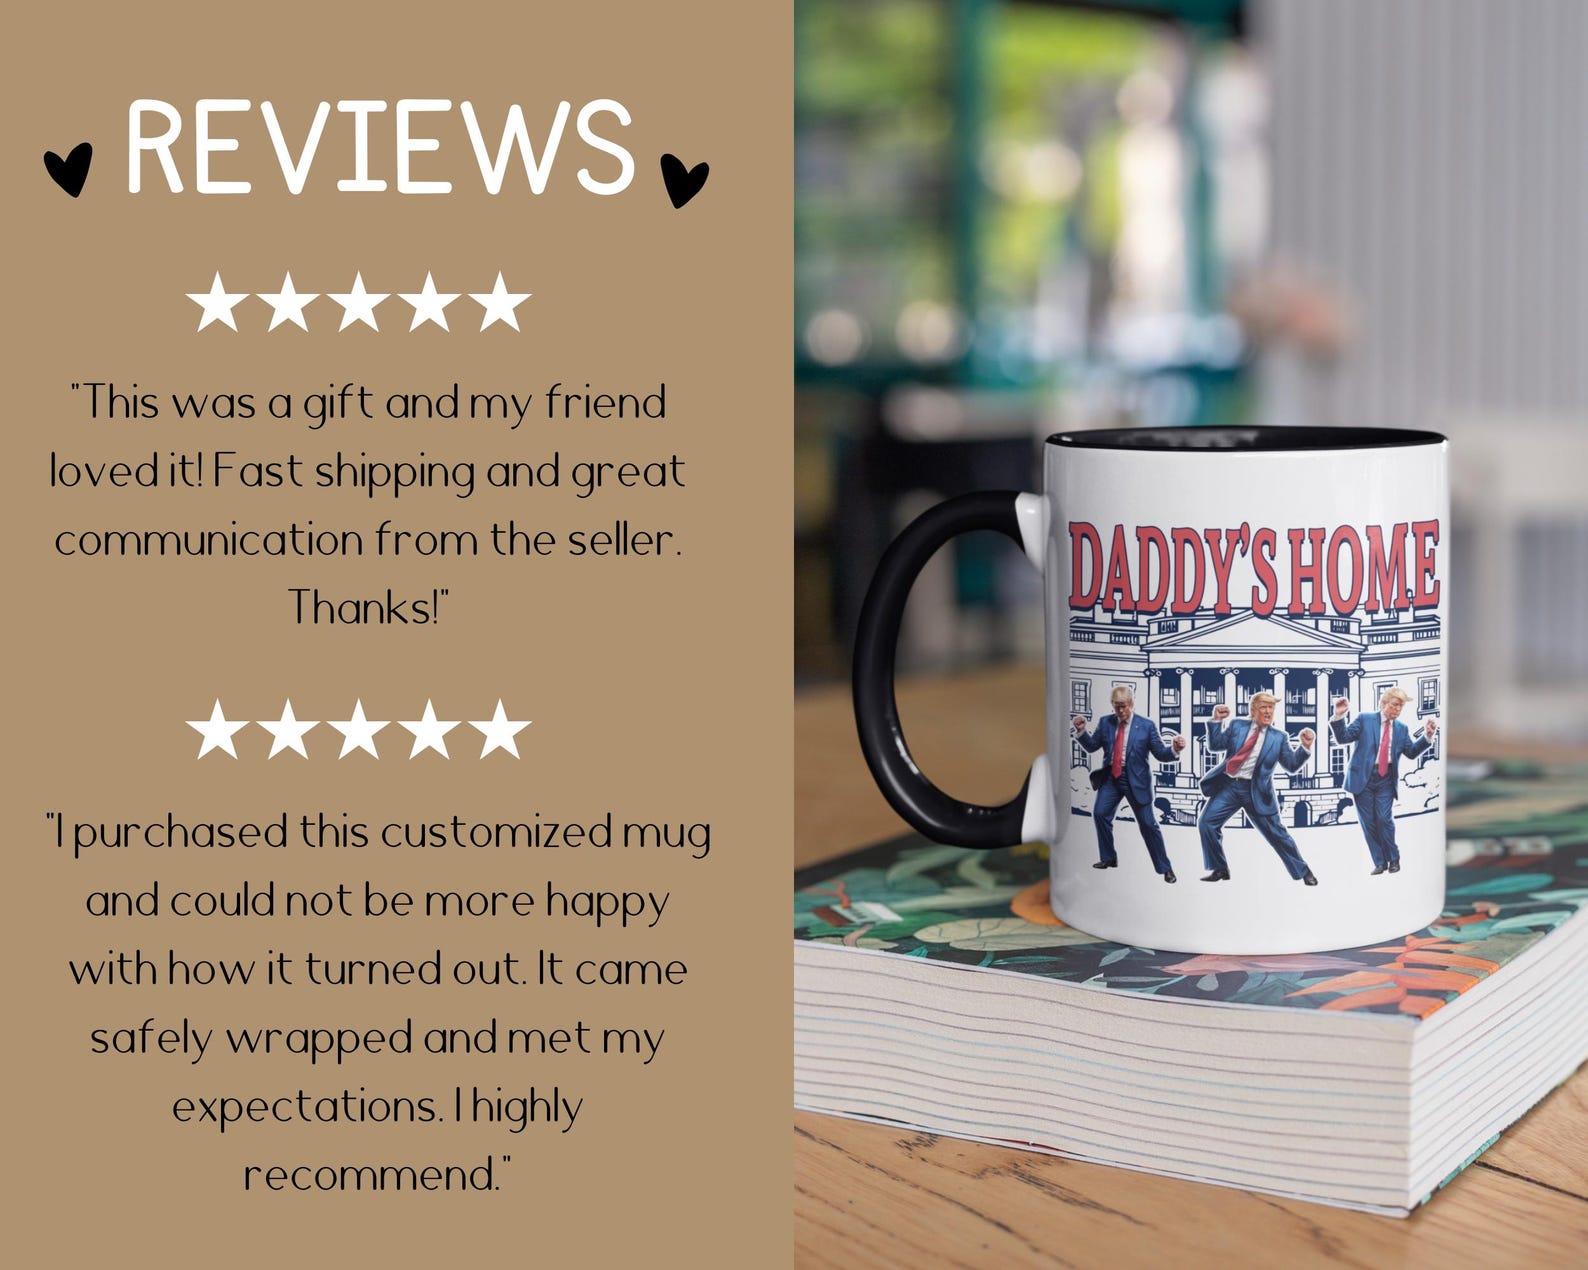 REVIEWS
"This was a gift and my friend
loved it! Fast shipping and great
communication from the seller.
Thanks!"
"I purchased this customized mug
and could not be more happy
with how it turned out. It came
safely wrapped and met my
expectations. I highly
recommend."
DADDY'S HOME